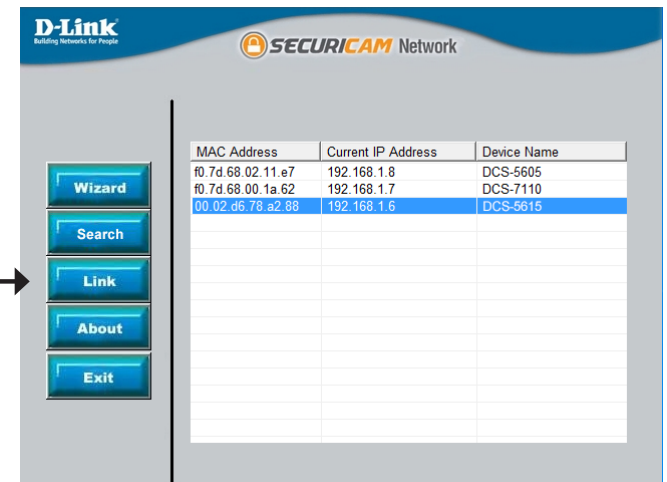 D-Link
Building Networks for People
SECURICAM Network
MAC Address Current IP Address Device Name
f0.7d.68.02.11.e7 192.168.1.8 DCS-5605
f0.7d.68.00.1a.62 192.168.1.7 DCS-7110
00.02.d6.78.a2.88 192.168.1.6 DCS-5615
Wizard
Search
Link
About
Exit